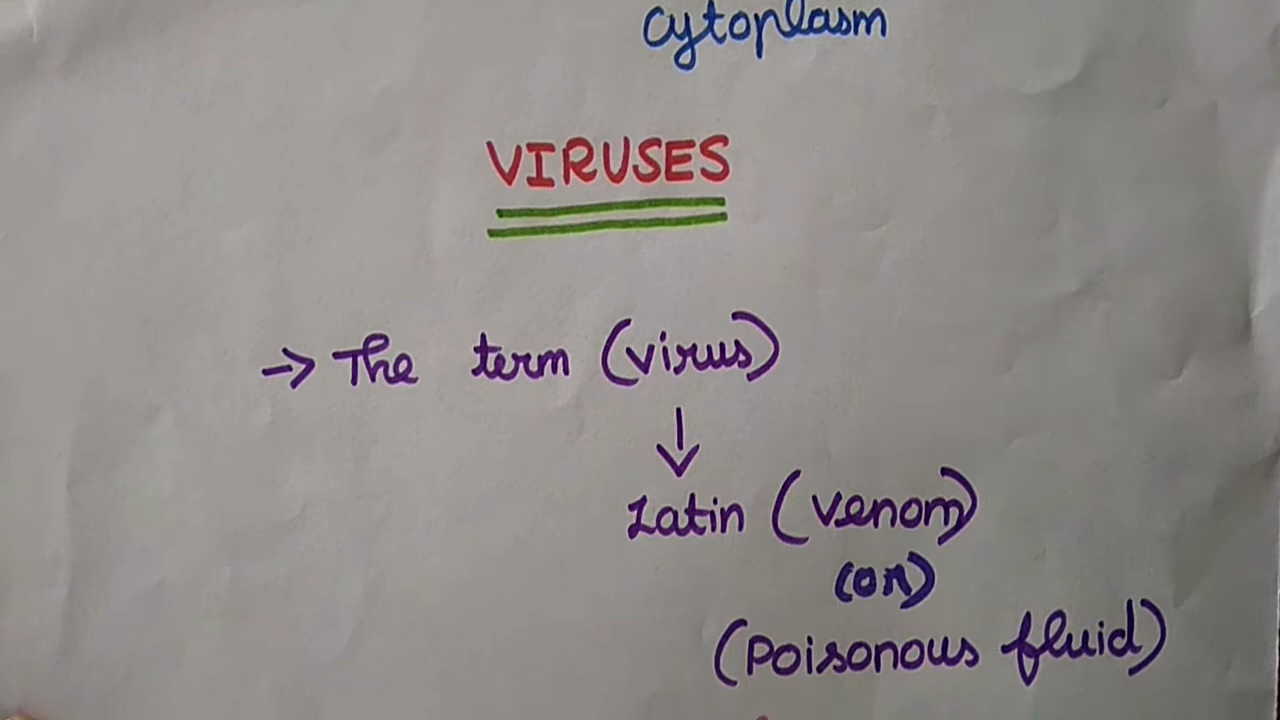 cytoplasm
VIRUSES
→ The term (virus)
↓
Latin (venom)
(or)
(Poisonous fluid)